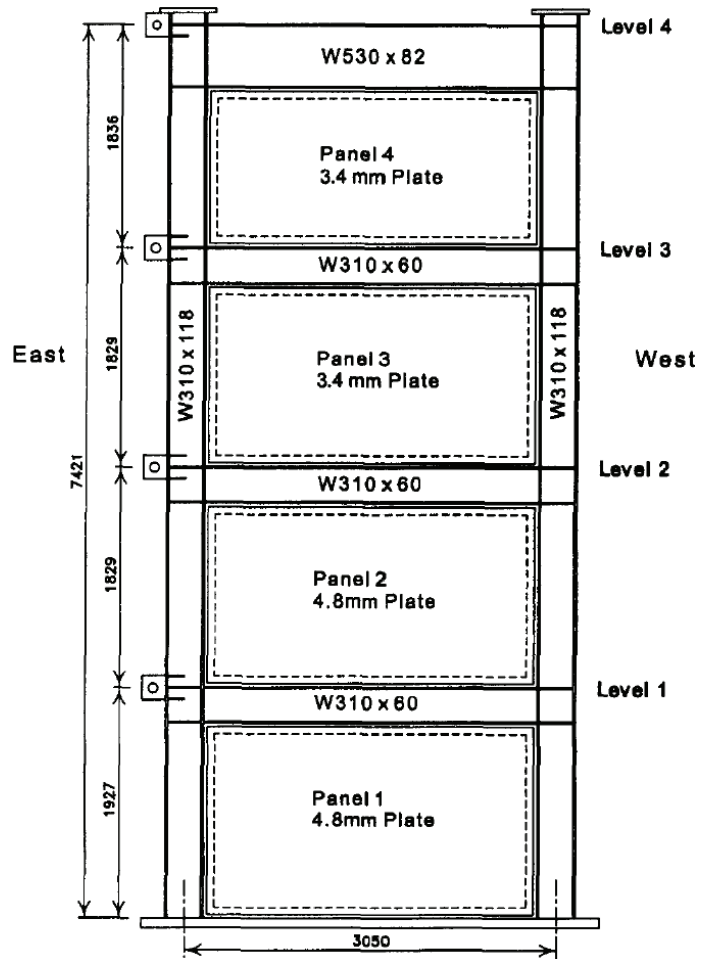 Level 4
W530 x 82
1836
Panel 4
3.4 mm Plate
Level 3
W310 x 60
East
W310 x 118
1829
Panel 3
3.4 mm Plate
W310 x 118
West
7421
Level 2
W310 x 60
1829
Panel 2
4.8mm Plate
Level 1
W310 x 60
1927
Panel 1
4.8mm Plate
3050